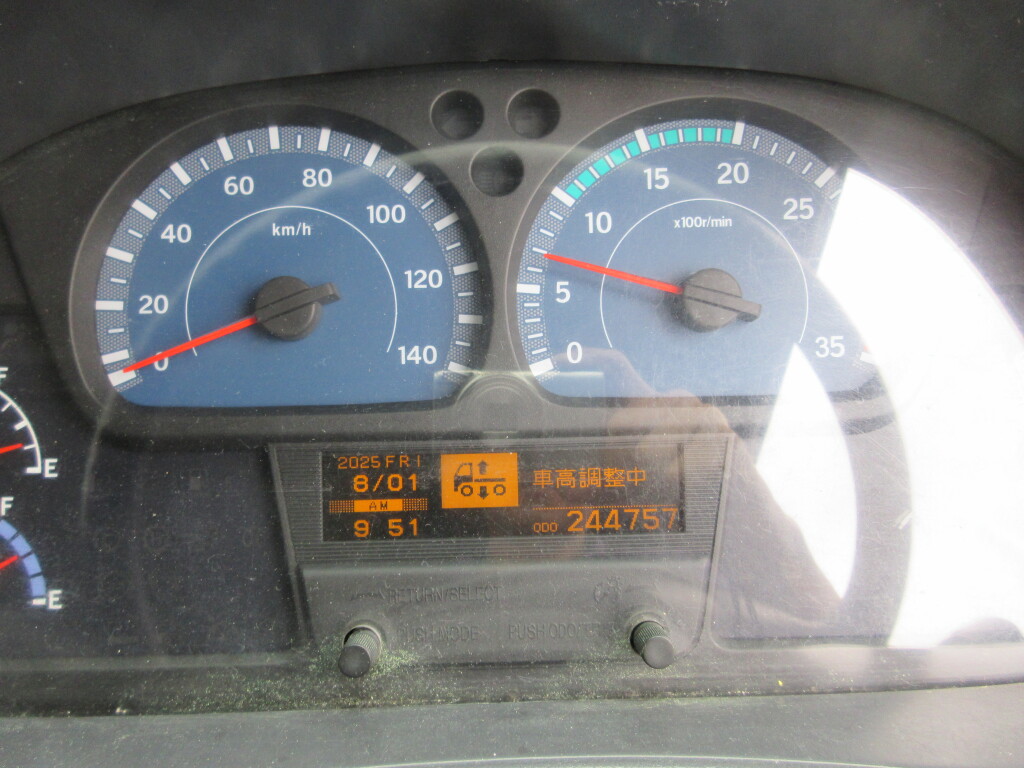 60
80
40
100
km/h
20
120
0
140
15
20
10
25
x100r/min
5
0
35
F
E
F
E
2025 FRI
8/01
AM
9 51
車高調整中
ODO 244757
RETURN/SELECT
PUSH MODE
PUSH ODO